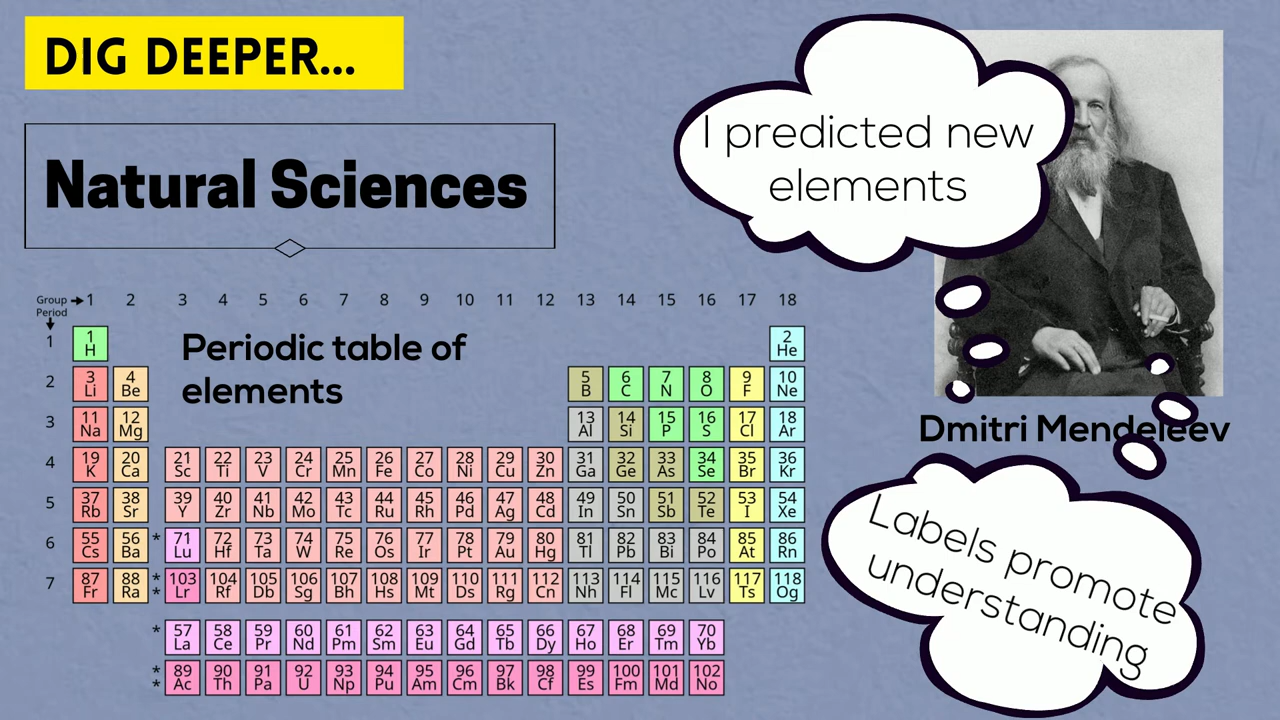 DIG DEEPER...
Natural Sciences
I predicted new
elements
Dmitri Mendeleev
Labels promote
understanding
Periodic table of
elements
Group → 1 2 3 4 5 6 7 8 9 10 11 12 13 14 15 16 17 18
Period
1 1 2
H He
2 3 4 5 6 7 8 9 10
Li Be B C N O F Ne
3 11 12 13 14 15 16 17 18
Na Mg Al Si P S Cl Ar
4 19 20 21 22 23 24 25 26 27 28 29 30 31 32 33 34 35 36
K Ca Sc Ti V Cr Mn Fe Co Ni Cu Zn Ga Ge As Se Br Kr
5 37 38 39 40 41 42 43 44 45 46 47 48 49 50 51 52 53 54
Rb Sr Y Zr Nb Mo Tc Ru Rh Pd Ag Cd In Sn Sb Te I Xe
6 55 56 * 71 72 73 74 75 76 77 78 79 80 81 82 83 84 85 86
Cs Ba Lu Hf Ta W Re Os Ir Pt Au Hg Tl Pb Bi Po At Rn
7 87 88 * 103 104 105 106 107 108 109 110 111 112 113 114 115 116 117 118
Fr Ra * Lr Rf Db Sg Bh Hs Mt Ds Rg Cn Nh Fl Mc Lv Ts Og
* 57 58 59 60 61 62 63 64 65 66 67 68 69 70
La Ce Pr Nd Pm Sm Eu Gd Tb Dy Ho Er Tm Yb
* 89 90 91 92 93 94 95 96 97 98 99 100 101 102
* Ac Th Pa U Np Pu Am Cm Bk Cf Es Fm Md No